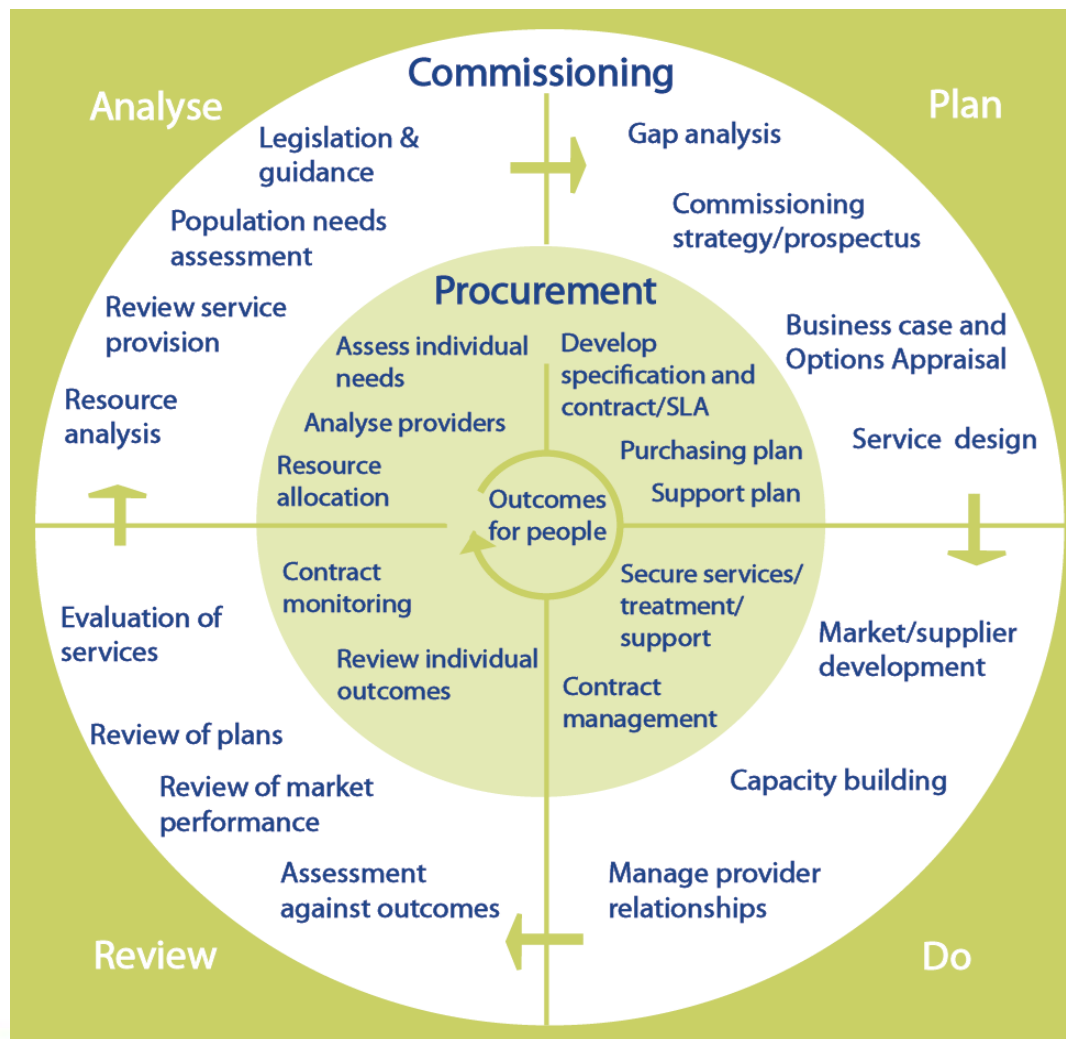 Commissioning
Analyse
Legislation &
guidance
Population needs
assessment
Review service
provision
Resource
analysis
Plan
Gap analysis
Commissioning
strategy/prospectus
Business case and
Options Appraisal
Service  design
Procurement
Assess individual
needs
Analyse providers
Resource
allocation
Develop
specification and
contract/SLA
Purchasing plan
Support plan
Outcomes
for people
Contract
monitoring
Review individual
outcomes
Secure services/
treatment/
support
Contract
management
Evaluation of
services
Review of plans
Review of market
performance
Assessment
against outcomes
Review
Market/supplier
development
Capacity building
Manage provider
relationships
Do